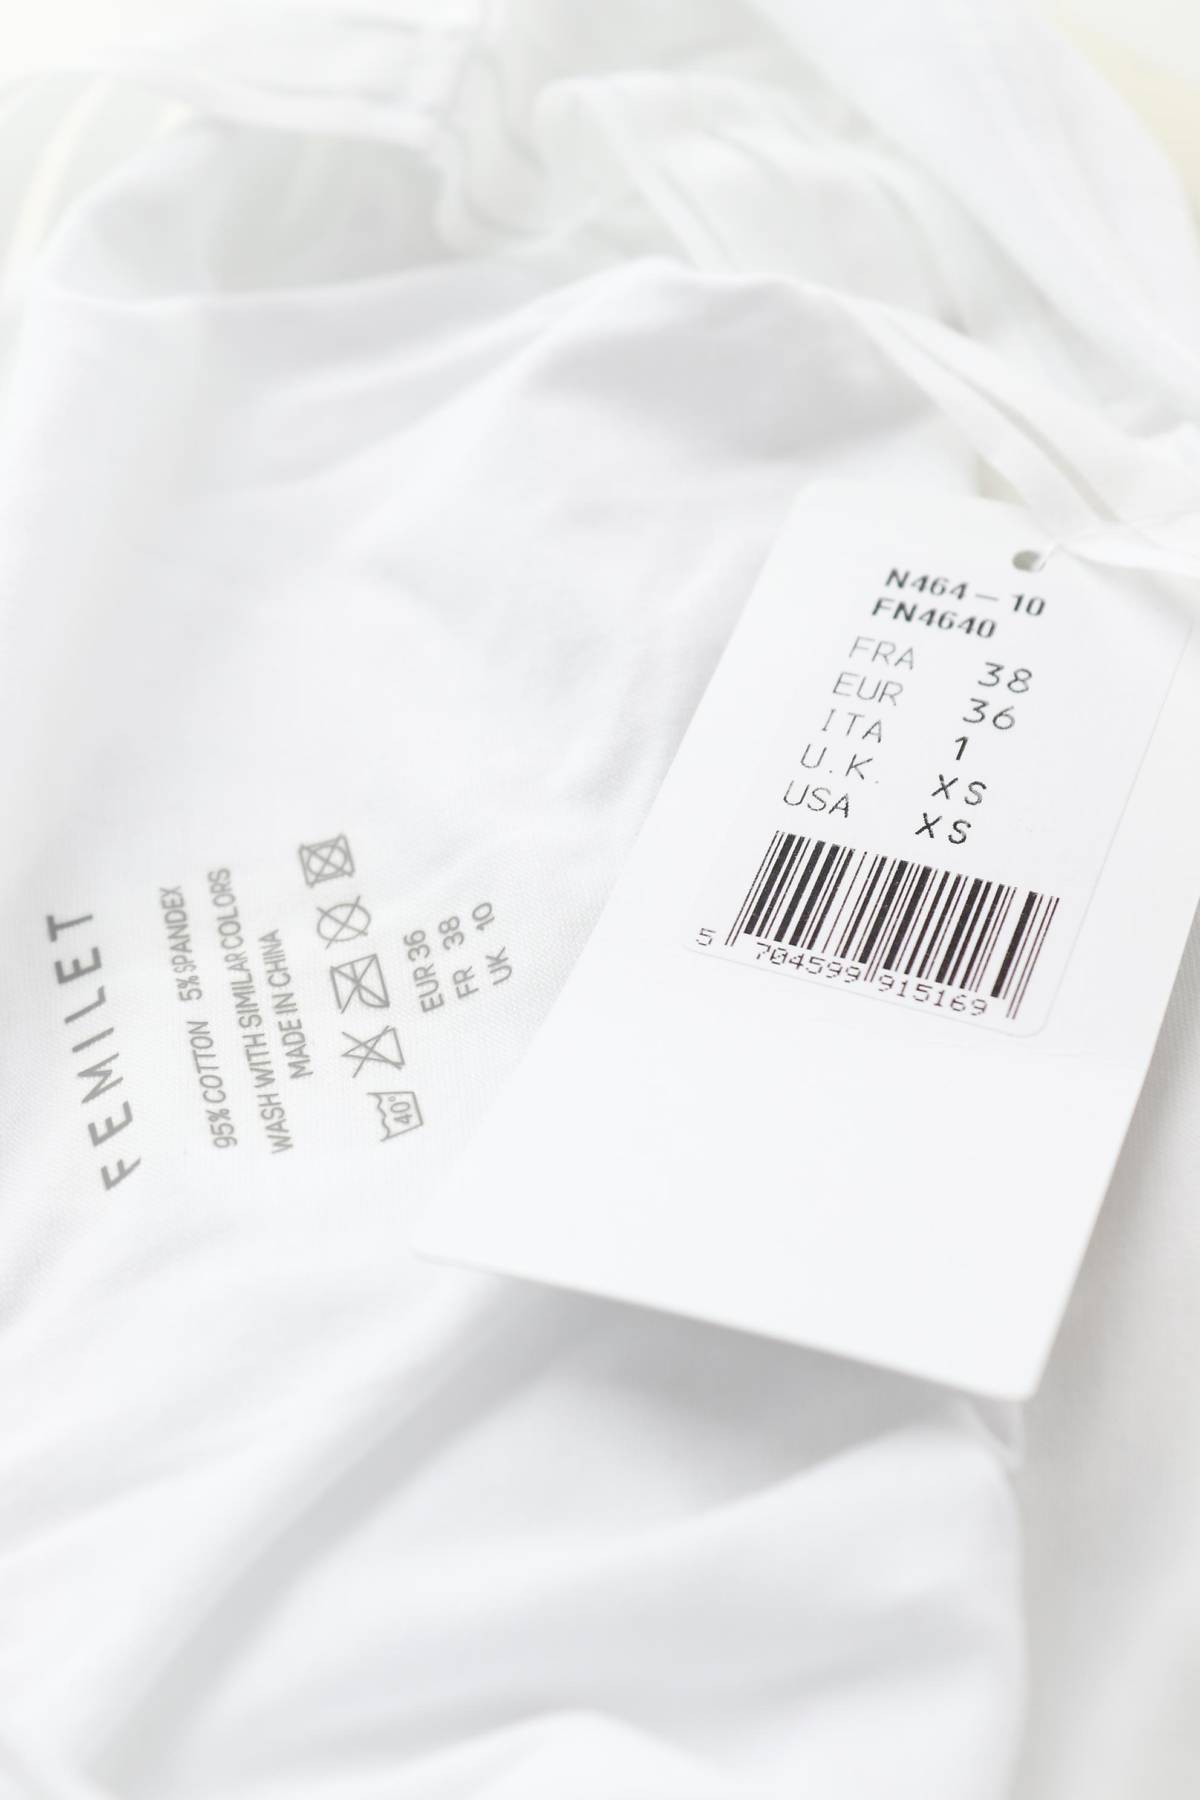 N464 – 10
FN4640
FRA 38
EUR 36
ITA 1
U.K. XS
USA XS
5 704599 915169
FEMILET
95% COTTON 5% SPANDEX
WASH WITH SIMILAR COLORS
MADE IN CHINA
40°
EUR 36
FR 38
UK 10